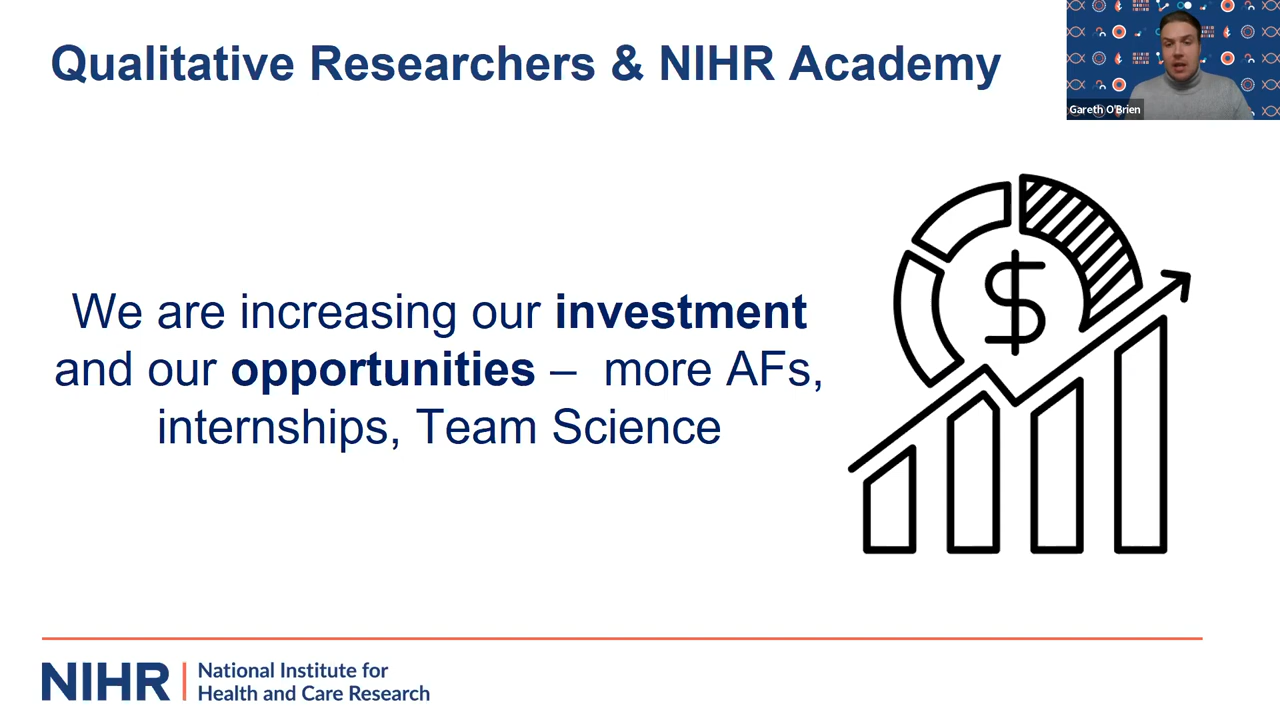 Qualitative Researchers & NIHR Academy
Gareth O'Brien
We are increasing our investment
and our opportunities – more AFs,
internships, Team Science
$
NIHR | National Institute for
Health and Care Research